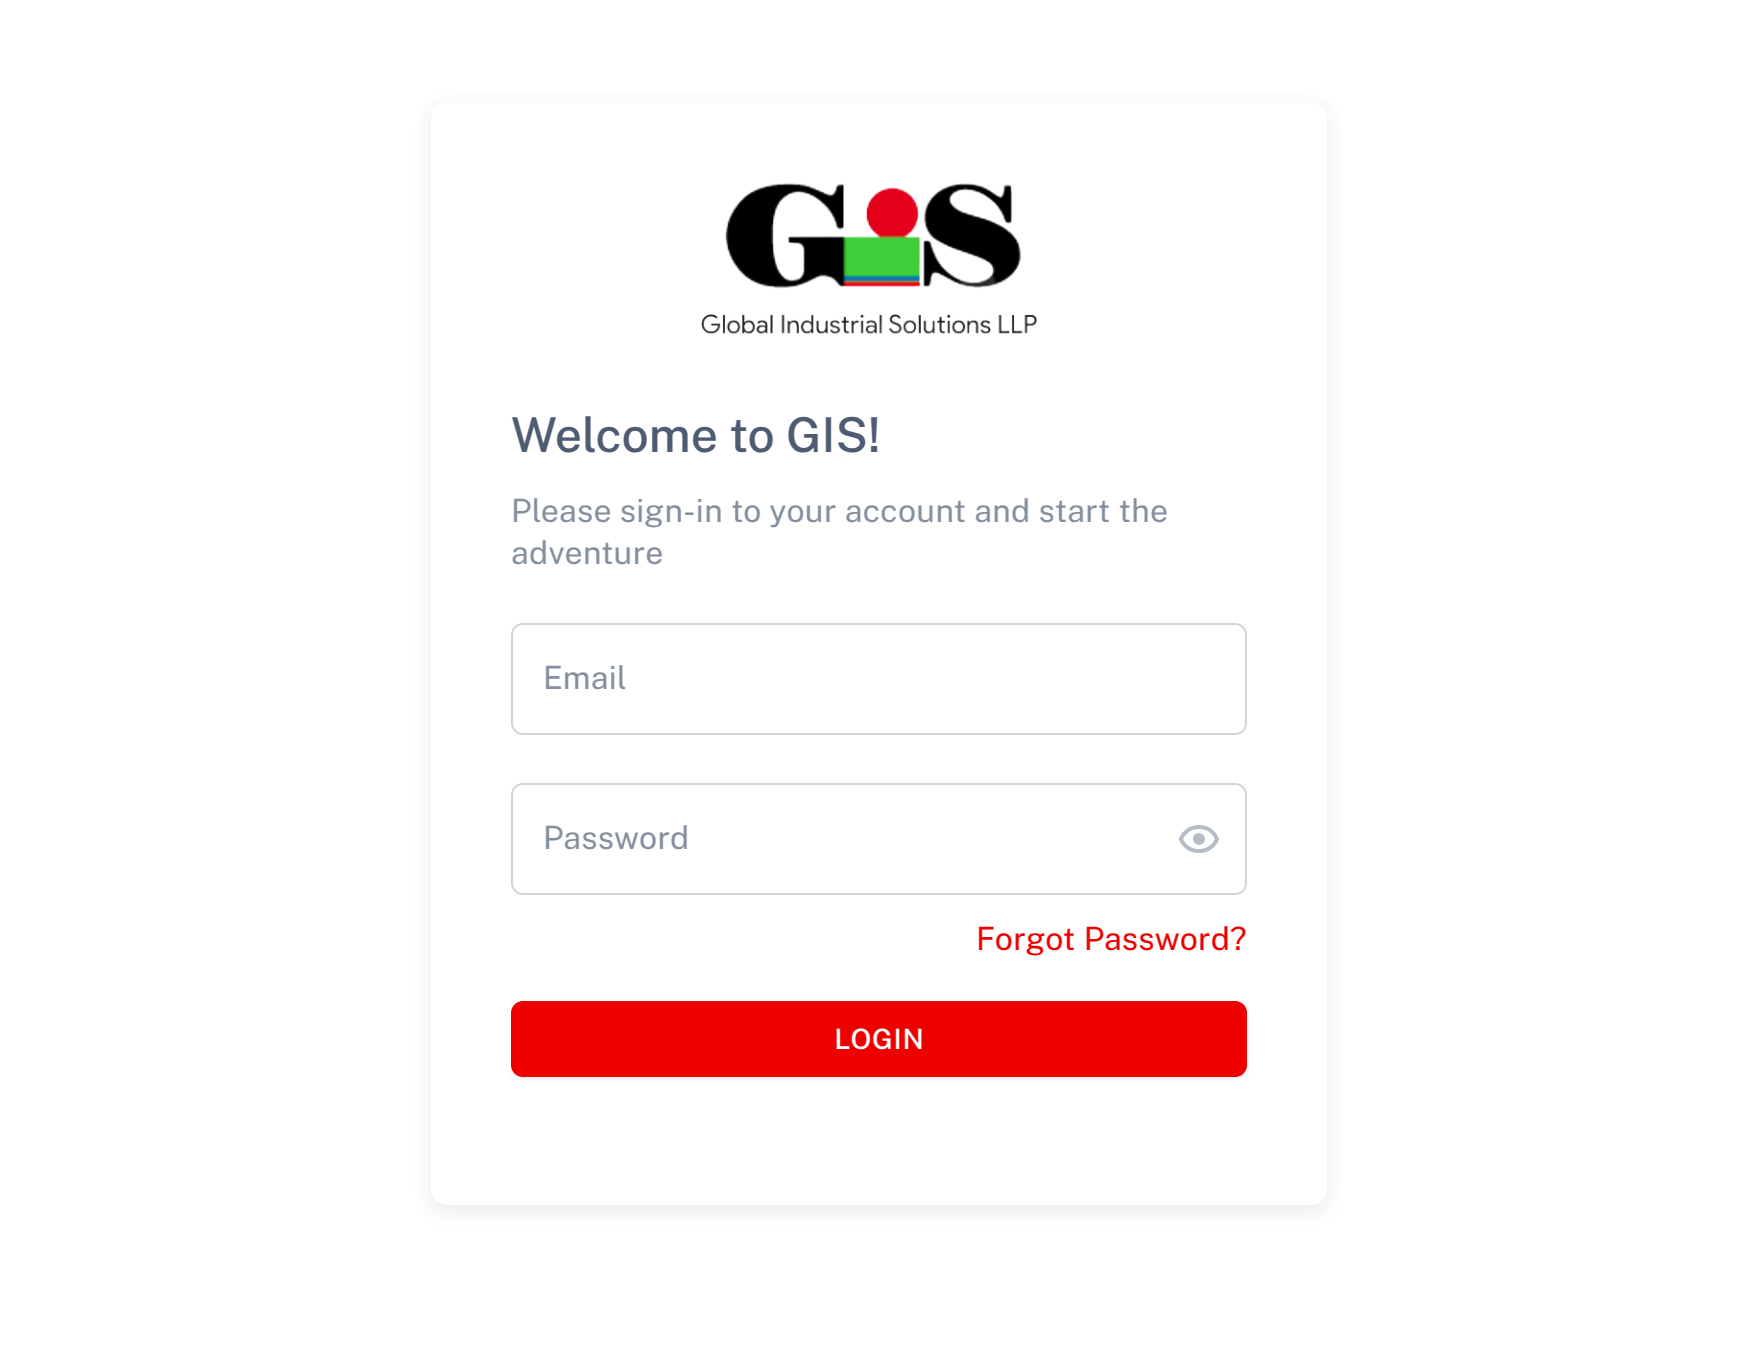 GiS
Global Industrial Solutions LLP
Welcome to GIS!
Please sign-in to your account and start the
adventure
Email
Password
Forgot Password?
LOGIN